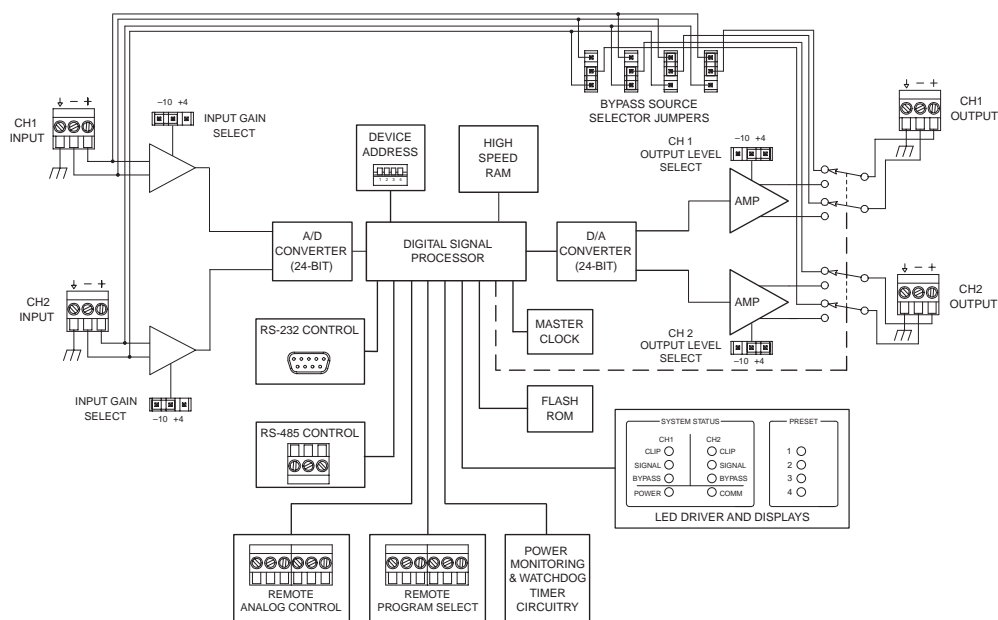 BYPASS SOURCE
SELECTOR JUMPERS
CH1
INPUT
– +
–10 +4
INPUT GAIN
SELECT
DEVICE
ADDRESS
1 2 3 4
HIGH
SPEED
RAM
CH 1
OUTPUT LEVEL
SELECT
–10 +4
AMP
– +
CH1
OUTPUT
A/D
CONVERTER
(24-BIT)
DIGITAL SIGNAL
PROCESSOR
D/A
CONVERTER
(24-BIT)
CH2
INPUT
– +
AMP
CH 2
OUTPUT LEVEL
SELECT
–10 +4
– +
CH2
OUTPUT
RS-232 CONTROL
MASTER
CLOCK
INPUT GAIN
SELECT
–10 +4
FLASH
ROM
RS-485 CONTROL
SYSTEM STATUS
CH1
CH2
CLIP
CLIP
SIGNAL
SIGNAL
BYPASS
BYPASS
POWER
COMM
PRESET
1
2
3
4
LED DRIVER AND DISPLAYS
REMOTE
ANALOG CONTROL
REMOTE
PROGRAM SELECT
POWER
MONITORING
& WATCHDOG
TIMER
CIRCUITRY